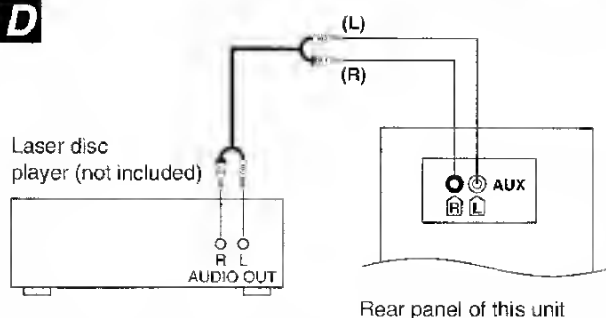 D
(L)
(R)
Laser disc
player (not included)
R L
AUDIO OUT
AUX
R L
Rear panel of this unit